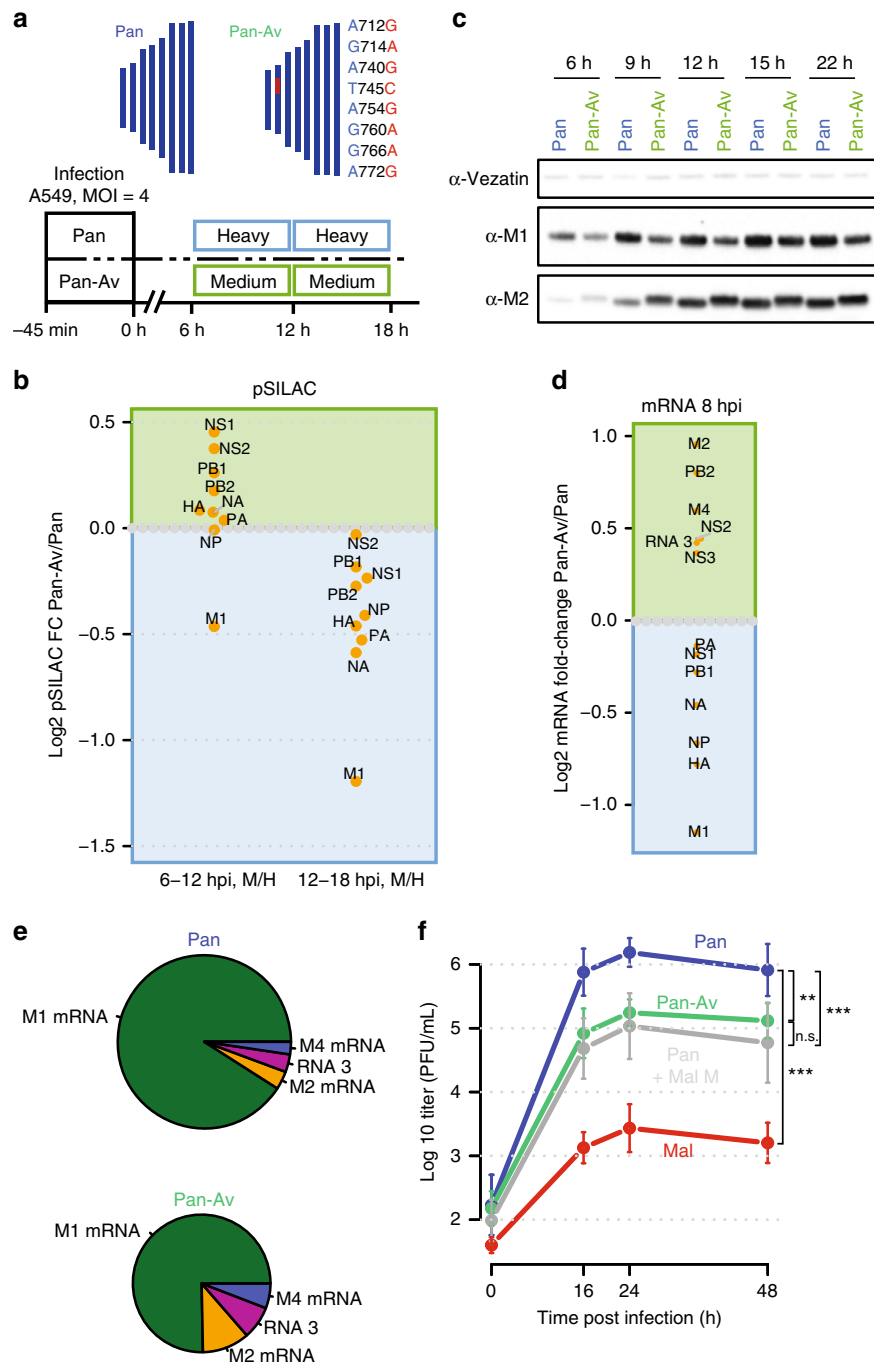 a
Pan
Pan-Av
A712G
G714A
A740G
T745C
A754G
G760A
G766A
A772G
Infection
A549, MOI = 4
Pan
Heavy
Heavy
Pan-Av
Medium
Medium
–45 min
0 h
6 h
12 h
18 h
c
6 h
9 h
12 h
15 h
22 h
Pan
Pan-Av
Pan
Pan-Av
Pan
Pan-Av
Pan
Pan-Av
Pan
Pan-Av
α-Vezatin
α-M1
α-M2
b
pSILAC
Log2 pSILAC FC Pan-Av/Pan
0.5
0.0
−0.5
−1.0
−1.5
NS1
NS2
PB1
PB2
HA
NA
PA
NP
M1
NS2
PB1
NS1
PB2
NP
HA
PA
NA
M1
6–12 hpi, M/H
12–18 hpi, M/H
d
mRNA 8 hpi
Log2 mRNA fold-change Pan-Av/Pan
1.0
0.5
0.0
−0.5
−1.0
M2
PB2
M4
NS2
RNA 3
NS3
PA
NS1
PB1
NA
NP
HA
M1
e
Pan
M1 mRNA
M4 mRNA
RNA 3
M2 mRNA
Pan-Av
M1 mRNA
M4 mRNA
RNA 3
M2 mRNA
f
Log 10 titer (PFU/mL)
6
5
4
3
2
Pan
Pan-Av
Pan
+ Mal M
Mal
**
***
n.s.
***
0
16
24
48
Time post infection (h)